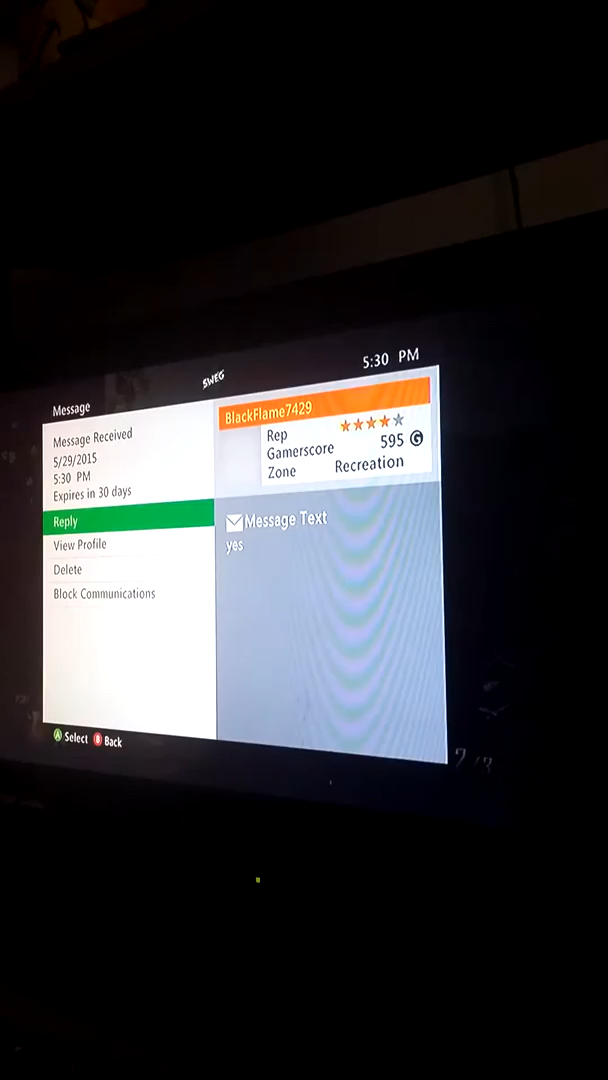 SWEG
5:30 PM
Message
Message Received
5/29/2015
5:30 PM
Expires in 30 days
Reply
View Profile
Delete
Block Communications
BlackFlame7429
Rep
Gamerscore 595 G
Zone Recreation
Message Text
yes
A Select B Back